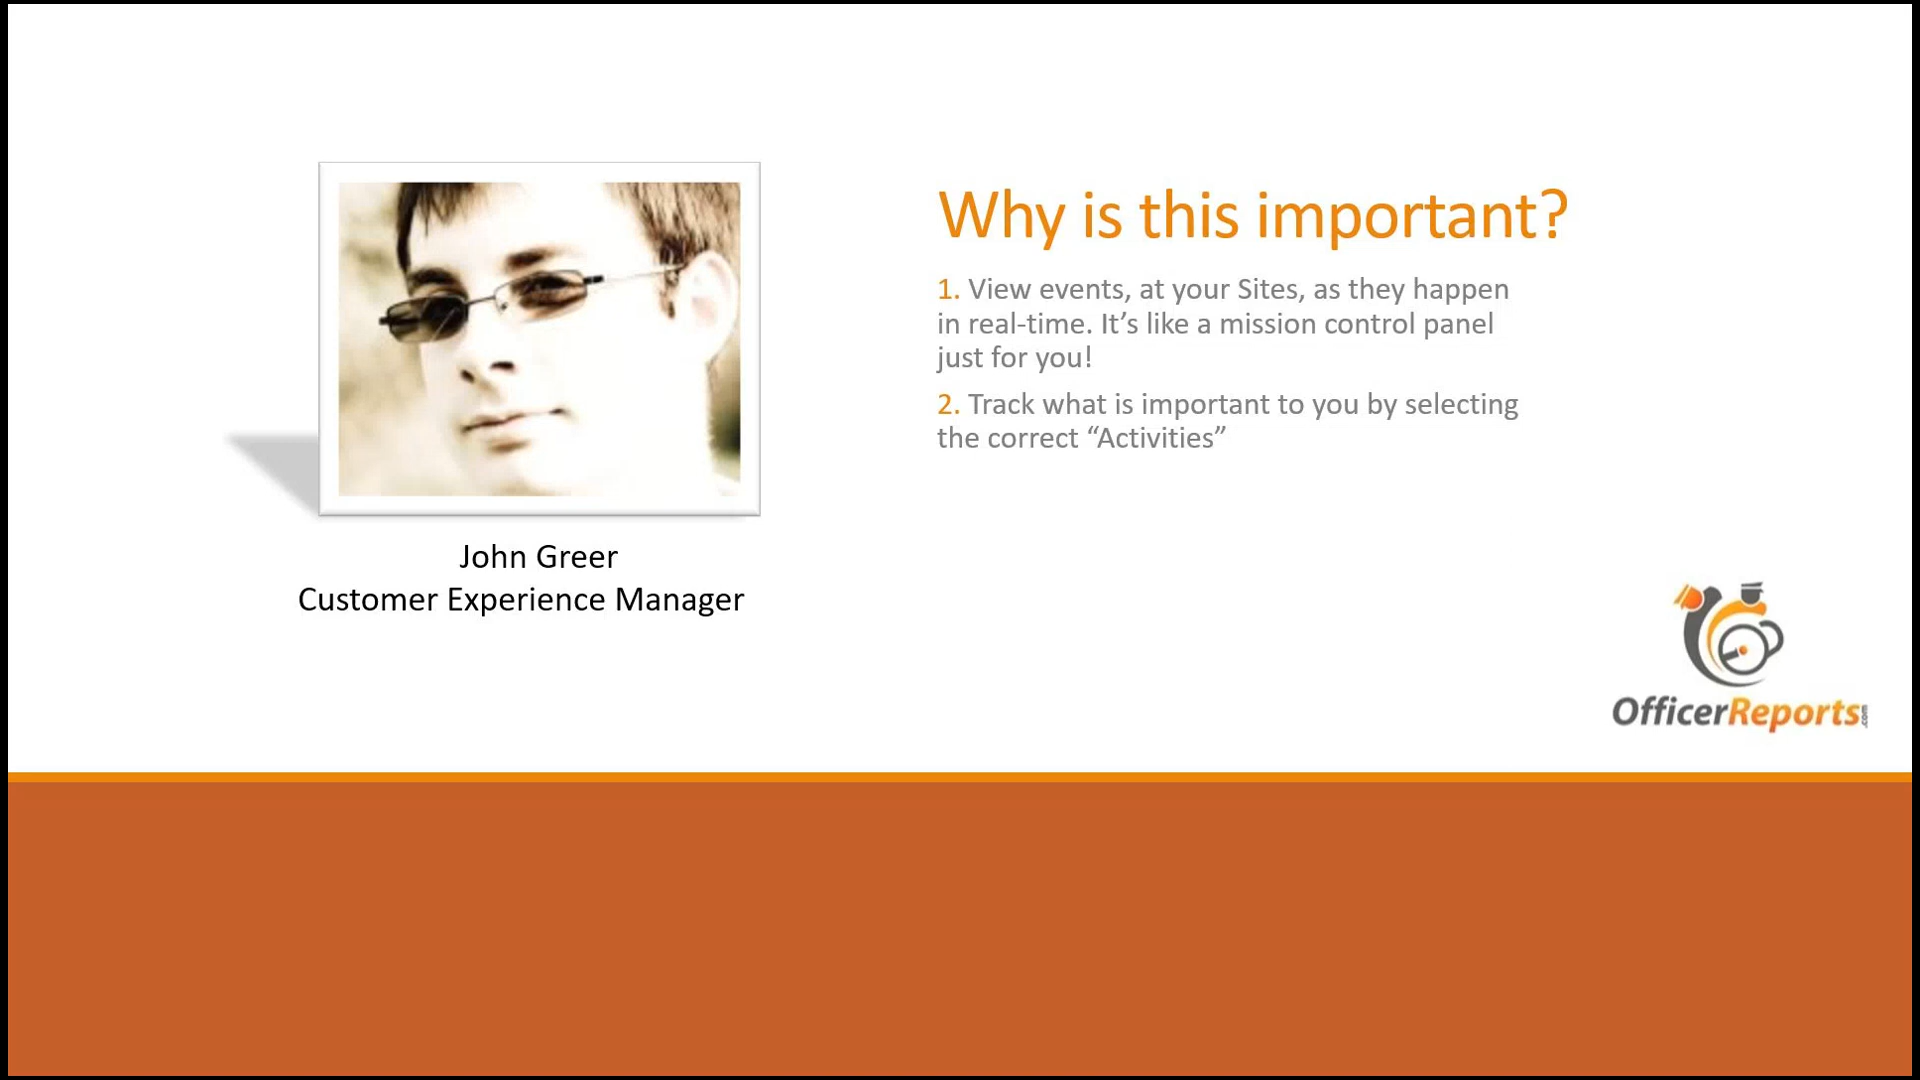 Why is this important?
1. View events, at your Sites, as they happen
in real-time. It’s like a mission control panel
just for you!
2. Track what is important to you by selecting
the correct “Activities”
John Greer
Customer Experience Manager
OfficerReports.com